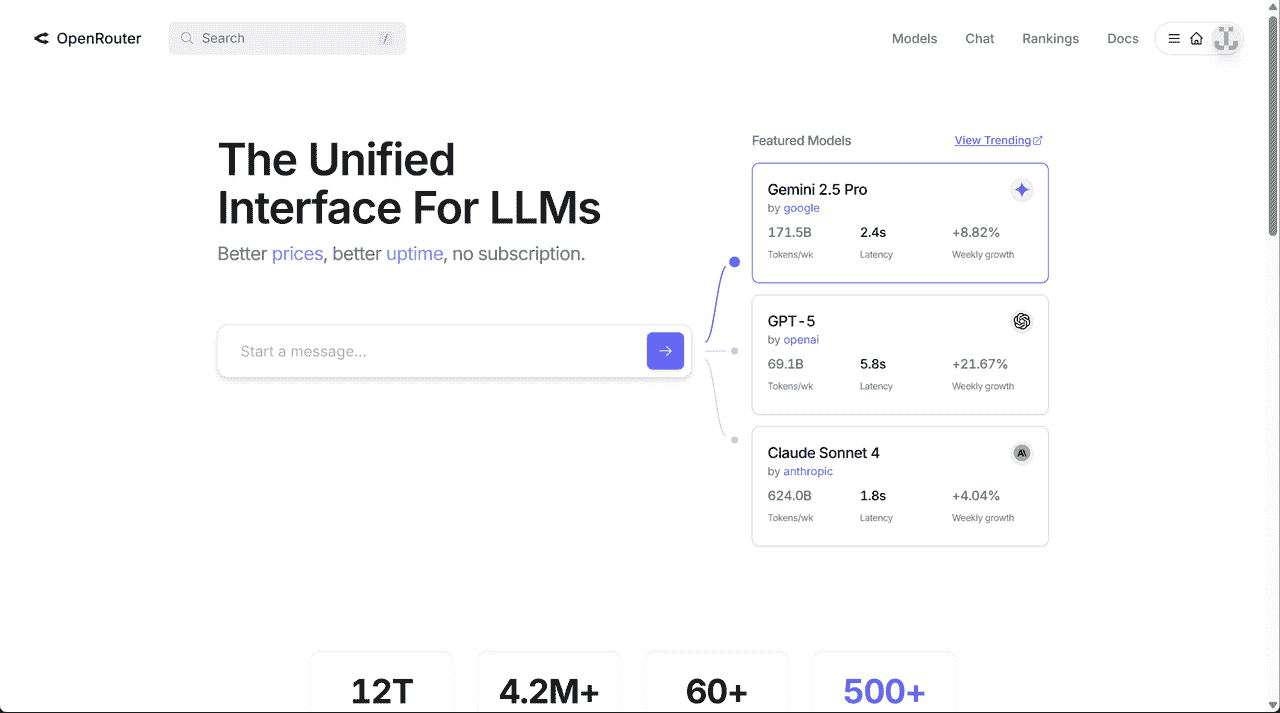 OpenRouter
Search
/
Models
Chat
Rankings
Docs
The Unified
Interface For LLMs
Better prices, better uptime, no subscription.
Start a message...
Featured Models
View Trending
Gemini 2.5 Pro
by google
171.5B 2.4s +8.82%
Tokens/wk Latency Weekly growth
GPT-5
by openai
69.1B 5.8s +21.67%
Tokens/wk Latency Weekly growth
Claude Sonnet 4
by anthropic
624.0B 1.8s +4.04%
Tokens/wk Latency Weekly growth
12T 4.2M+ 60+ 500+